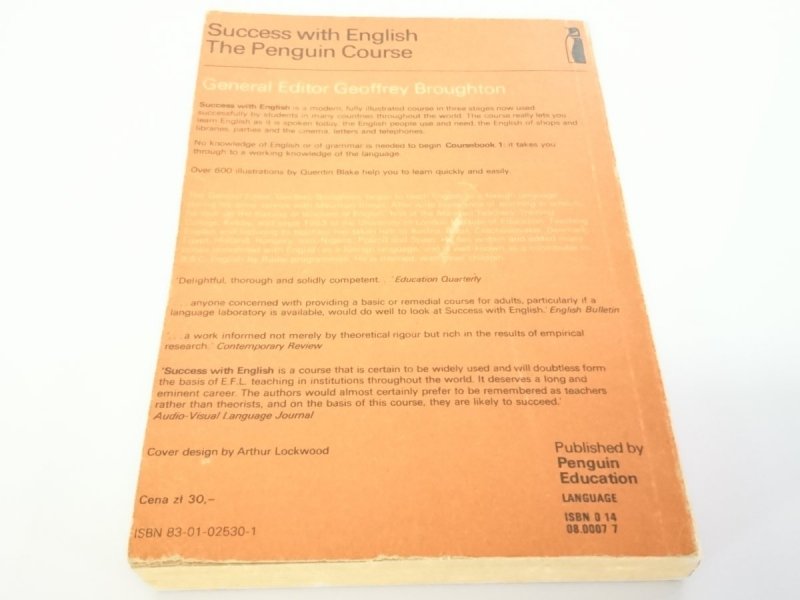 Success with English
The Penguin Course
General Editor Geoffrey Broughton
Success with English is a modern, fully illustrated course in three stages now used
successfully by students in many countries throughout the world. The course really lets you
learn English as it is spoken today, the English people use and need, the English of shops and
libraries, parties and the cinema, letters and telephones.
No knowledge of English or of grammar is needed to begin Coursebook 1: it takes you
through to a working knowledge of the language.
Over 600 illustrations by Quentin Blake help you to learn quickly and easily.
'Delightful, thorough and solidly competent. . .' Education Quarterly
'. . . anyone concerned with providing a basic or remedial course for adults, particularly if a
language laboratory is available, would do well to look at Success with English.' English Bulletin
'. . . a work informed not merely by theoretical rigour but rich in the results of empirical
research.' Contemporary Review
'Success with English is a course that is certain to be widely used and will doubtless form
the basis of E.F.L. teaching in institutions throughout the world. It deserves a long and
eminent career. The authors would almost certainly prefer to be remembered as teachers
rather than theorists, and on the basis of this course, they are likely to succeed.'
Audio-Visual Language Journal
Cover design by Arthur Lockwood
Cena zł 30,–
ISBN 83-01-02530-1
Published by
Penguin
Education
LANGUAGE
ISBN 0 14
08.0007 7